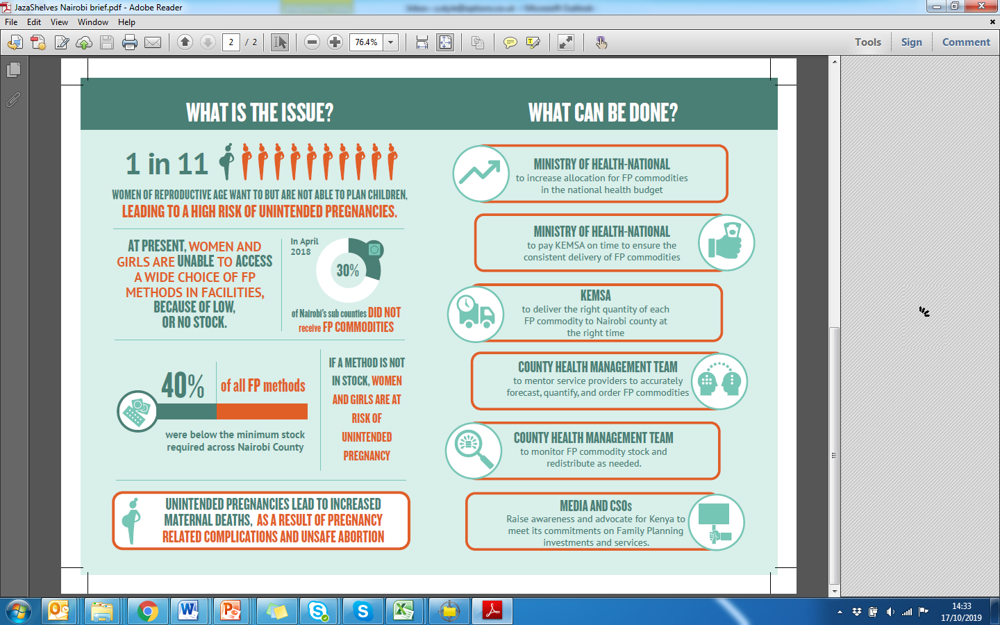 JazaShelves Nairobi brief.pdf - Adobe Reader
File Edit View Window Help
2 / 2
76.4%
Tools Sign Comment
WHAT IS THE ISSUE?
1 in 11
WOMEN OF REPRODUCTIVE AGE WANT TO BUT ARE NOT ABLE TO PLAN CHILDREN,
LEADING TO A HIGH RISK OF UNINTENDED PREGNANCIES.
AT PRESENT, WOMEN AND
GIRLS ARE UNABLE TO ACCESS
A WIDE CHOICE OF FP
METHODS IN FACILITIES,
BECAUSE OF LOW,
OR NO STOCK.
In April
2018
30%
of Nairobi's sub counties DID NOT
receive FP COMMODITIES
40% of all FP methods
were below the minimum stock
required across Nairobi County
IF A METHOD IS NOT
IN STOCK, WOMEN
AND GIRLS ARE AT
RISK OF
UNINTENDED
PREGNANCY
UNINTENDED PREGNANCIES LEAD TO INCREASED
MATERNAL DEATHS, AS A RESULT OF PREGNANCY
RELATED COMPLICATIONS AND UNSAFE ABORTION
WHAT CAN BE DONE?
MINISTRY OF HEALTH-NATIONAL
to increase allocation for FP commodities
in the national health budget
MINISTRY OF HEALTH-NATIONAL
to pay KEMSA on time to ensure the
consistent delivery of FP commodities
KEMSA
to deliver the right quantity of each
FP commodity to Nairobi county at
the right time
COUNTY HEALTH MANAGEMENT TEAM
to mentor service providers to accurately
forecast, quantify, and order FP commodities
COUNTY HEALTH MANAGEMENT TEAM
to monitor FP commodity stock and
redistribute as needed.
MEDIA AND CSOs
Raise awareness and advocate for Kenya to
meet its commitments on Family Planning
investments and services.
14:33
17/10/2019